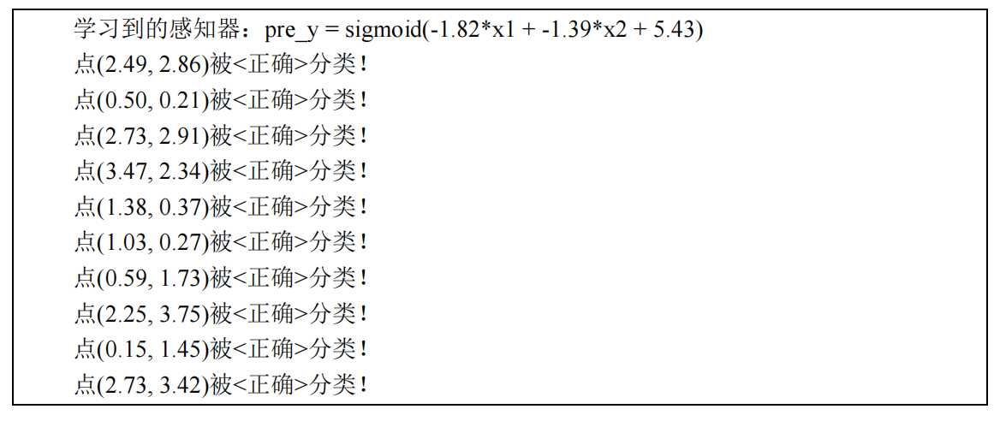 学习到的感知器：pre_y = sigmoid(-1.82*x1 + -1.39*x2 + 5.43)
点(2.49, 2.86)被<正确>分类！
点(0.50, 0.21)被<正确>分类！
点(2.73, 2.91)被<正确>分类！
点(3.47, 2.34)被<正确>分类！
点(1.38, 0.37)被<正确>分类！
点(1.03, 0.27)被<正确>分类！
点(0.59, 1.73)被<正确>分类！
点(2.25, 3.75)被<正确>分类！
点(0.15, 1.45)被<正确>分类！
点(2.73, 3.42)被<正确>分类！